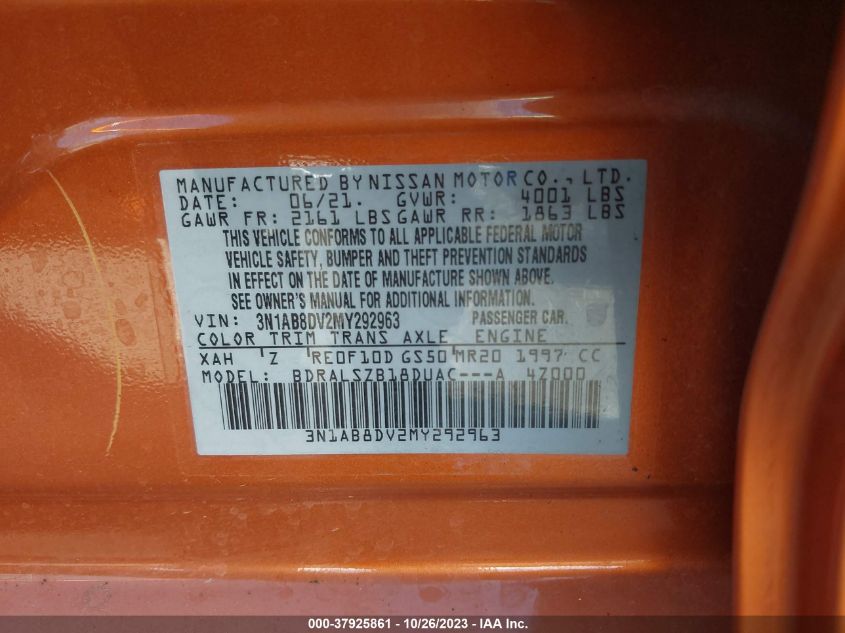 MANUFACTURED BY NISSAN MOTOR CO., LTD.
DATE: 06/21. GVWR: 4001 LBS
GAWR FR: 2161 LBS GAWR RR: 1863 LBS
THIS VEHICLE CONFORMS TO ALL APPLICABLE FEDERAL MOTOR
VEHICLE SAFETY, BUMPER AND THEFT PREVENTION STANDARDS
IN EFFECT ON THE DATE OF MANUFACTURE SHOWN ABOVE.
SEE OWNER'S MANUAL FOR ADDITIONAL INFORMATION.
VIN: 3N1AB8DV2MY292963 PASSENGER CAR.
COLOR TRIM TRANS AXLE ENGINE
XAH Z RE0F10D GS50 MR20 1997 CC
MODEL: BDRALSZB18DUAC---A 4Z000
3N1AB8DV2MY292963
000-37925861 - 10/26/2023 - IAA Inc.